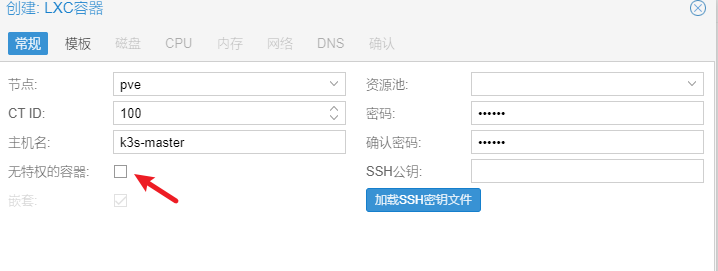 创建: LXC容器
常规 模板 磁盘 CPU 内存 网络 DNS 确认
节点: pve 资源池:
CT ID: 100 密码: ••••••
主机名: k3s-master 确认密码: ••••••
无特权的容器: SSH公钥:
嵌套: 加载SSH密钥文件